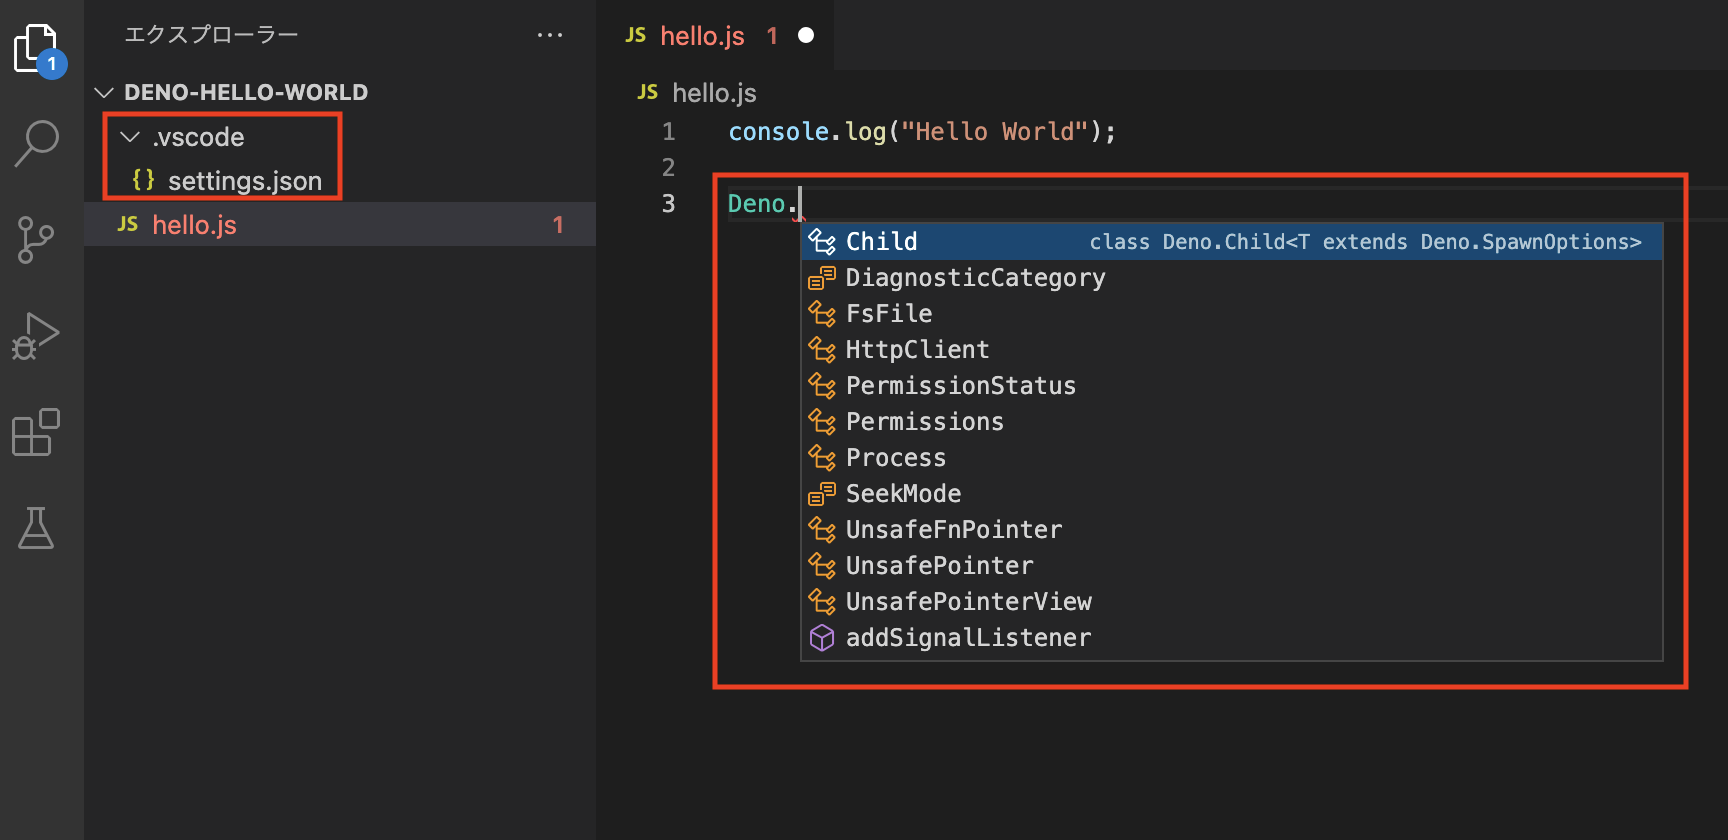 エクスプローラー ···
1
DENO-HELLO-WORLD
.vscode
{} settings.json
JS hello.js 1
JS hello.js 1
JS hello.js
1 console.log("Hello World");
2
3 Deno.
Child class Deno.Child<T extends Deno.SpawnOptions>
DiagnosticCategory
FsFile
HttpClient
PermissionStatus
Permissions
Process
SeekMode
UnsafeFnPointer
UnsafePointer
UnsafePointerView
addSignalListener